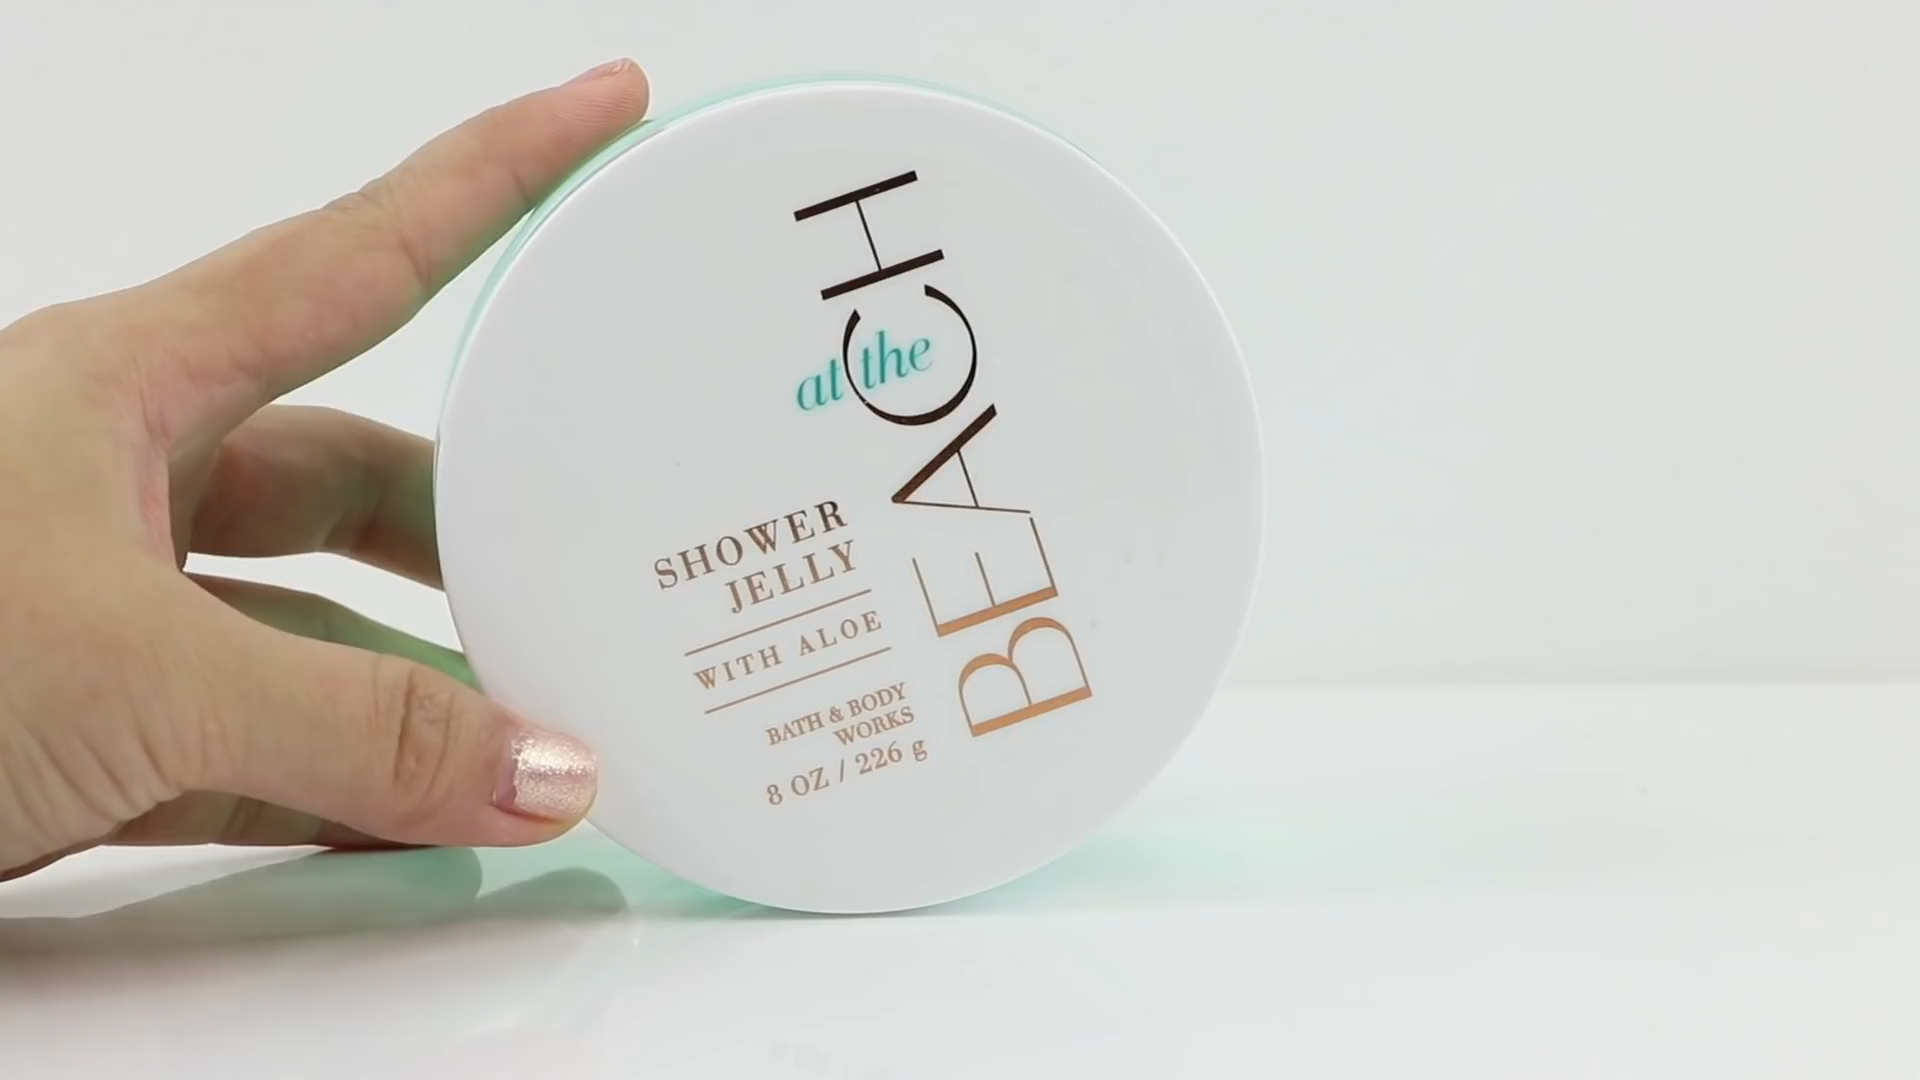 at the
BEACH
SHOWER
JELLY
WITH ALOE
BATH & BODY
WORKS
8 OZ / 226 g